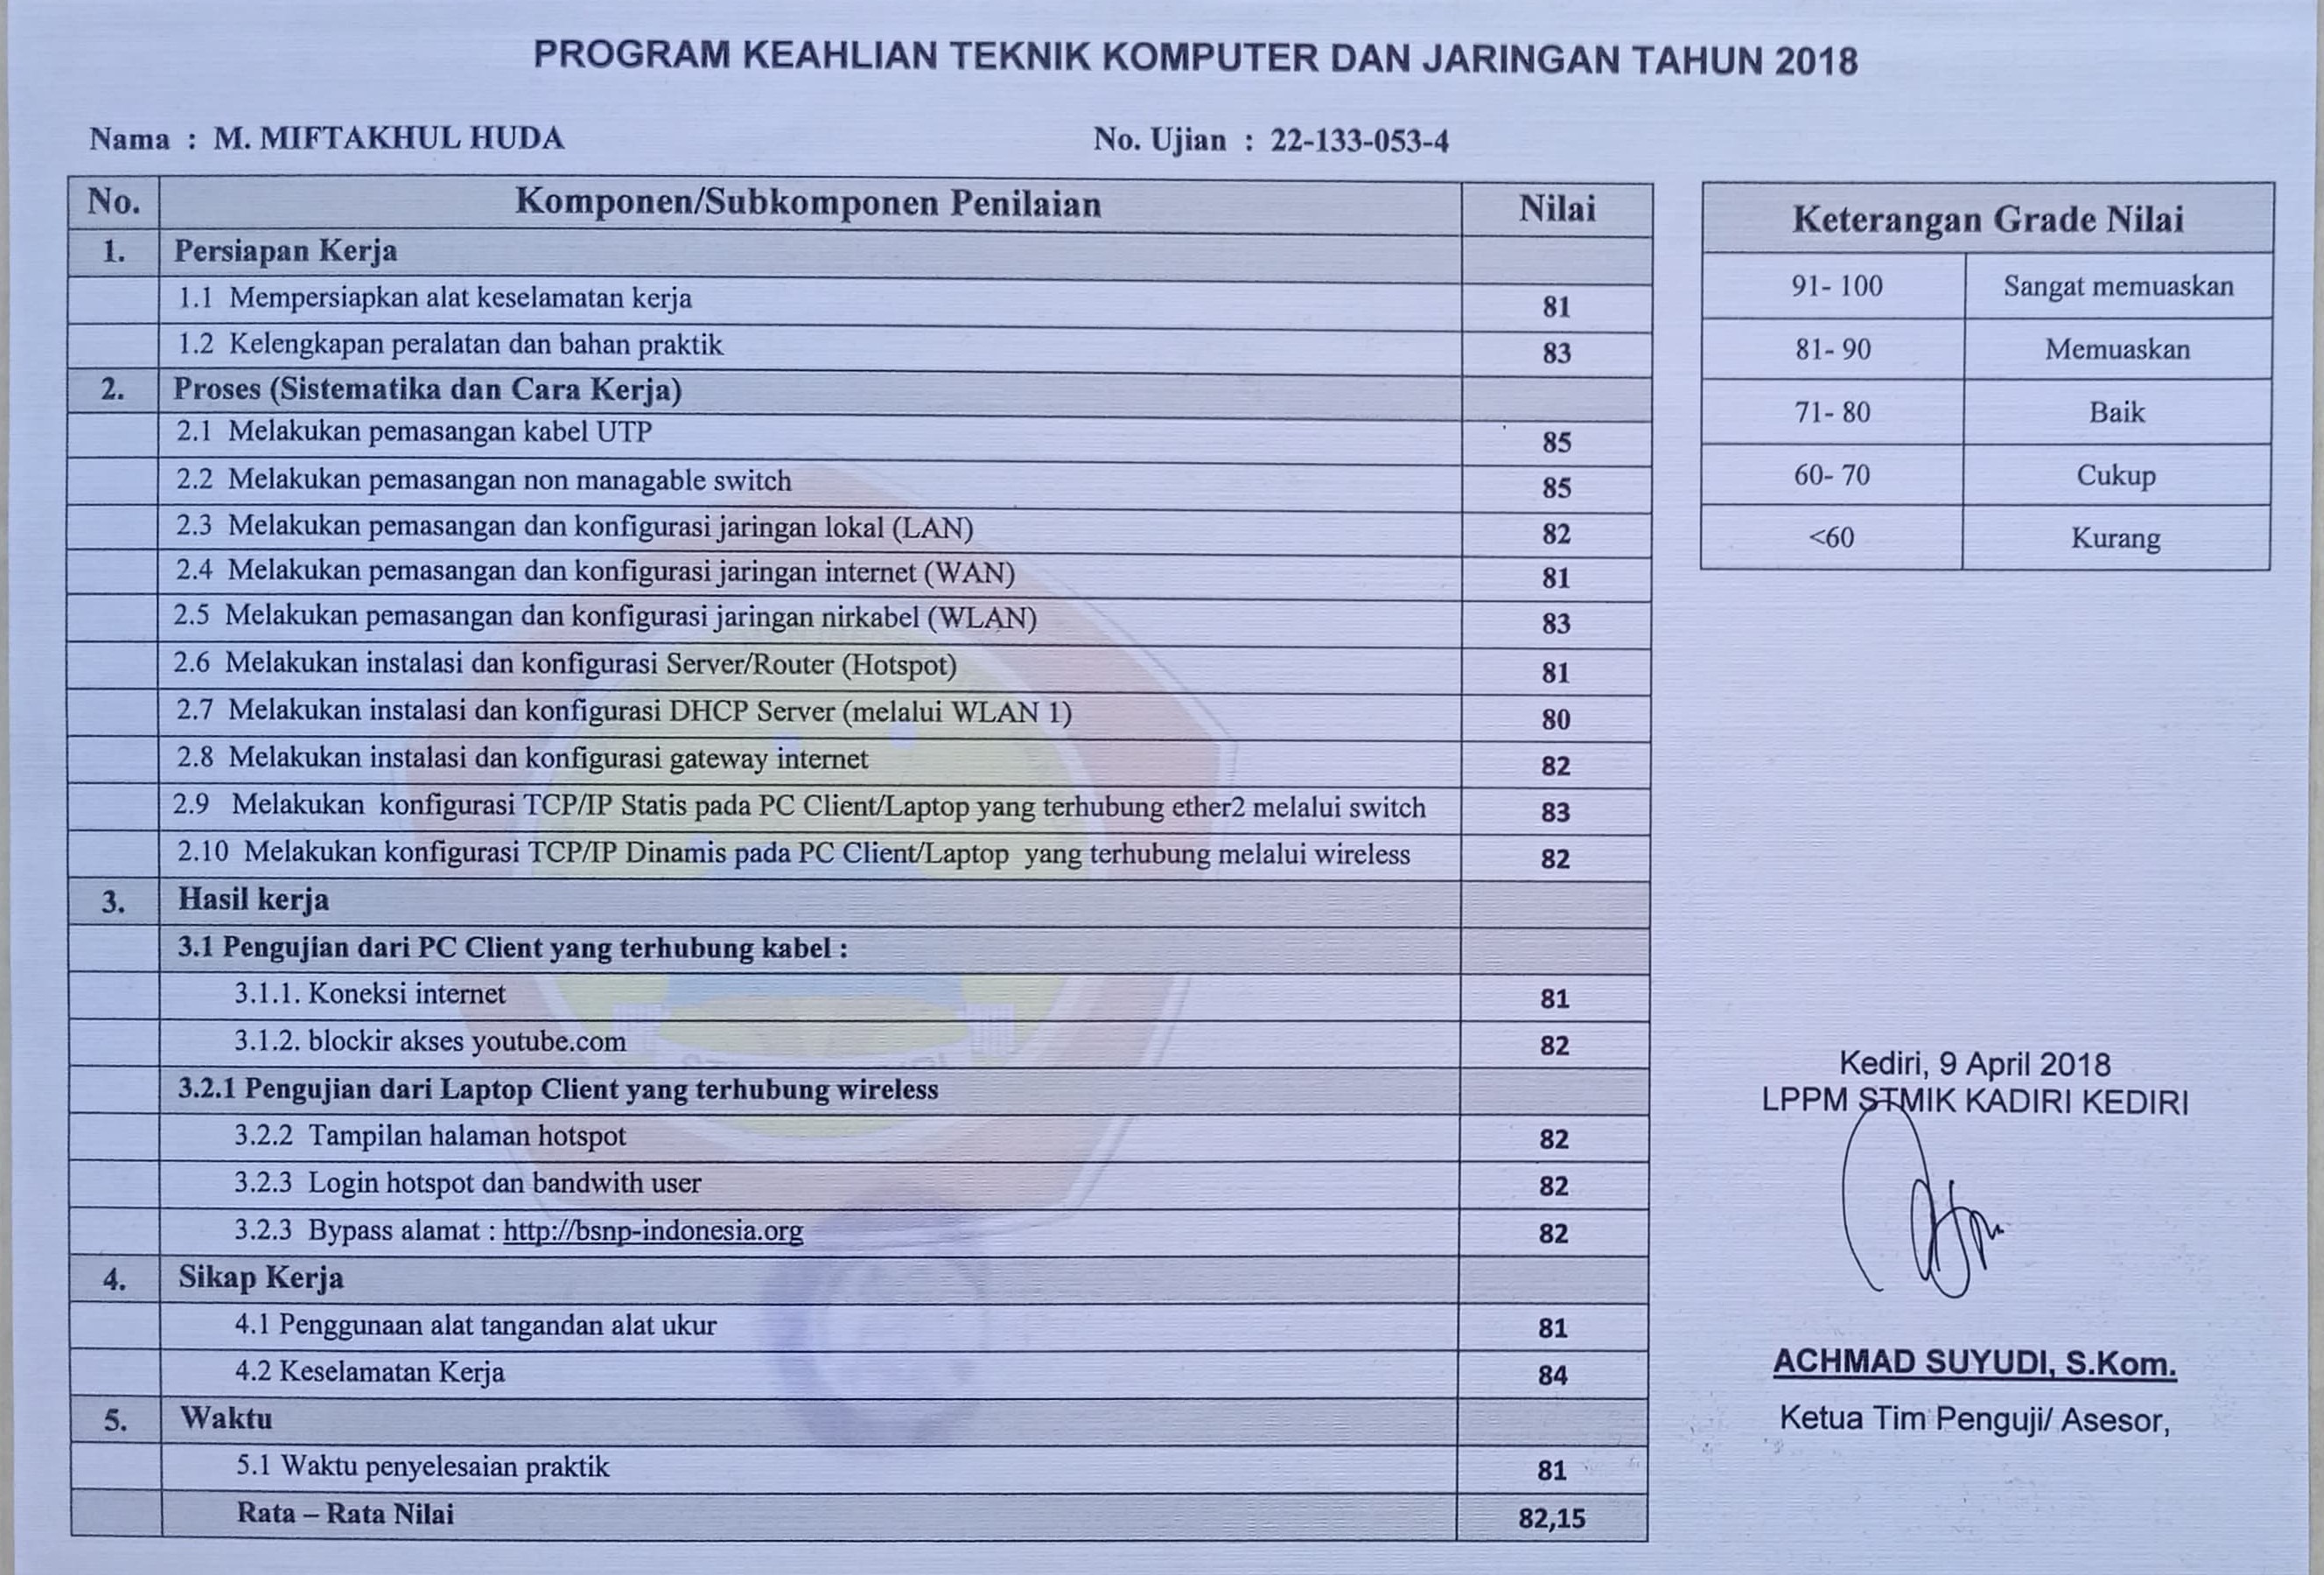 PROGRAM KEAHLIAN TEKNIK KOMPUTER DAN JARINGAN TAHUN 2018
Nama : M. MIFTAKHUL HUDA
No. Ujian : 22-133-053-4
No. Komponen/Subkomponen Penilaian Nilai
1. Persiapan Kerja
1.1 Mempersiapkan alat keselamatan kerja 81
1.2 Kelengkapan peralatan dan bahan praktik 83
2. Proses (Sistematika dan Cara Kerja)
2.1 Melakukan pemasangan kabel UTP 85
2.2 Melakukan pemasangan non managable switch 85
2.3 Melakukan pemasangan dan konfigurasi jaringan lokal (LAN) 82
2.4 Melakukan pemasangan dan konfigurasi jaringan internet (WAN) 81
2.5 Melakukan pemasangan dan konfigurasi jaringan nirkabel (WLAN) 83
2.6 Melakukan instalasi dan konfigurasi Server/Router (Hotspot) 81
2.7 Melakukan instalasi dan konfigurasi DHCP Server (melalui WLAN 1) 80
2.8 Melakukan instalasi dan konfigurasi gateway internet 82
2.9 Melakukan konfigurasi TCP/IP Statis pada PC Client/Laptop yang terhubung ether2 melalui switch 83
2.10 Melakukan konfigurasi TCP/IP Dinamis pada PC Client/Laptop yang terhubung melalui wireless 82
3. Hasil kerja
3.1 Pengujian dari PC Client yang terhubung kabel :
3.1.1. Koneksi internet 81
3.1.2. blockir akses youtube.com 82
3.2.1 Pengujian dari Laptop Client yang terhubung wireless
3.2.2 Tampilan halaman hotspot 82
3.2.3 Login hotspot dan bandwith user 82
3.2.3 Bypass alamat : http://bsnp-indonesia.org 82
4. Sikap Kerja
4.1 Penggunaan alat tangandan alat ukur 81
4.2 Keselamatan Kerja 84
5. Waktu
5.1 Waktu penyelesaian praktik 81
Rata – Rata Nilai 82,15
Keterangan Grade Nilai
91- 100 Sangat memuaskan
81- 90 Memuaskan
71- 80 Baik
60- 70 Cukup
<60 Kurang
Kediri, 9 April 2018
LPPM STMIK KADIRI KEDIRI
ACHMAD SUYUDI, S.Kom.
Ketua Tim Penguji/ Asesor,